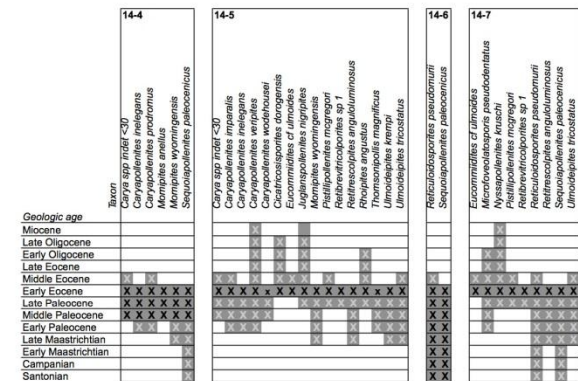 14-4
14-5
14-6
14-7
Taxon
Carya spp indet <30
Caryapollenites inelegans
Caryapollenites prodromus
Momipites anellus
Momipites wyomingensis
Sequoiapollenites paleocenicus
Carya spp indet <30
Caryapollenites imparalis
Caryapollenites inelegans
Caryapollenites veripites
Caryapollenites wodehousei
Cicatricosisporites dorogensis
Eucommidites cf ulmoides
Juglanspollenites nigripites
Momipites wyomingensis
Pistillipollenites mcgregori
Retibrevitricolporites sp 1
Retitrescolpites anguloluminosus
Rhoipites angustus
Thomsonipollis magnificus
Ulmoideipites krempi
Ulmoideipites tricostatus
Reticuloidosporites pseudomurii
Sequoiapollenites paleocenicus
Eucommidites cf ulmoides
Microfoveolatosporis pseudodentatus
Nyssapollenites kruschi
Pistillipollenites mcgregori
Retibrevitricolporites sp 1
Reticuloidosporites pseudomurii
Retitrescolpites anguloluminosus
Sequoiapollenites paleocenicus
Ulmoideipites tricostatus
Geologic age
Miocene X X
Late Oligocene X X X
Early Oligocene X X X X X
Late Eocene X X X X X
Middle Eocene X X
Early Eocene X X X X X X X X X X x X X X X X X X X X X X X X X X X X X X X X X
Late Paleocene X X X X X X
Middle Paleocene X X X X X X
Early Paleocene X X X X
Late Maastrichtian X X
Early Maastrichtian X X X X X
Campanian X X X X X
Santonian X X X X X